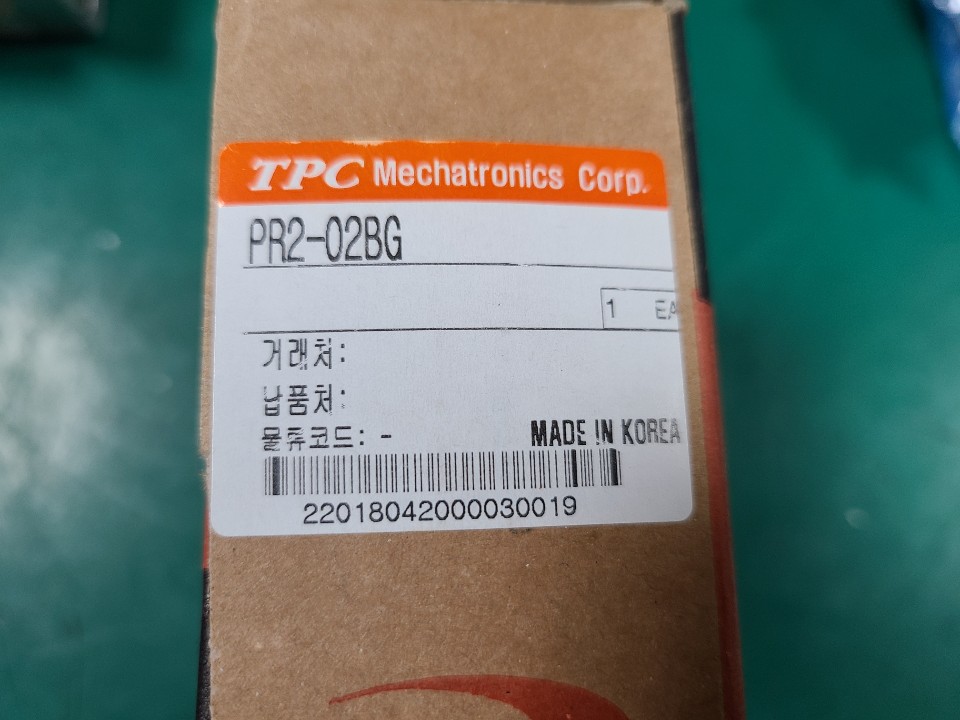 TPC Mechatronics Corp.
PR2-02BG
1 EA
거래처:
납품처:
물류코드: -
MADE IN KOREA
22018042000030019